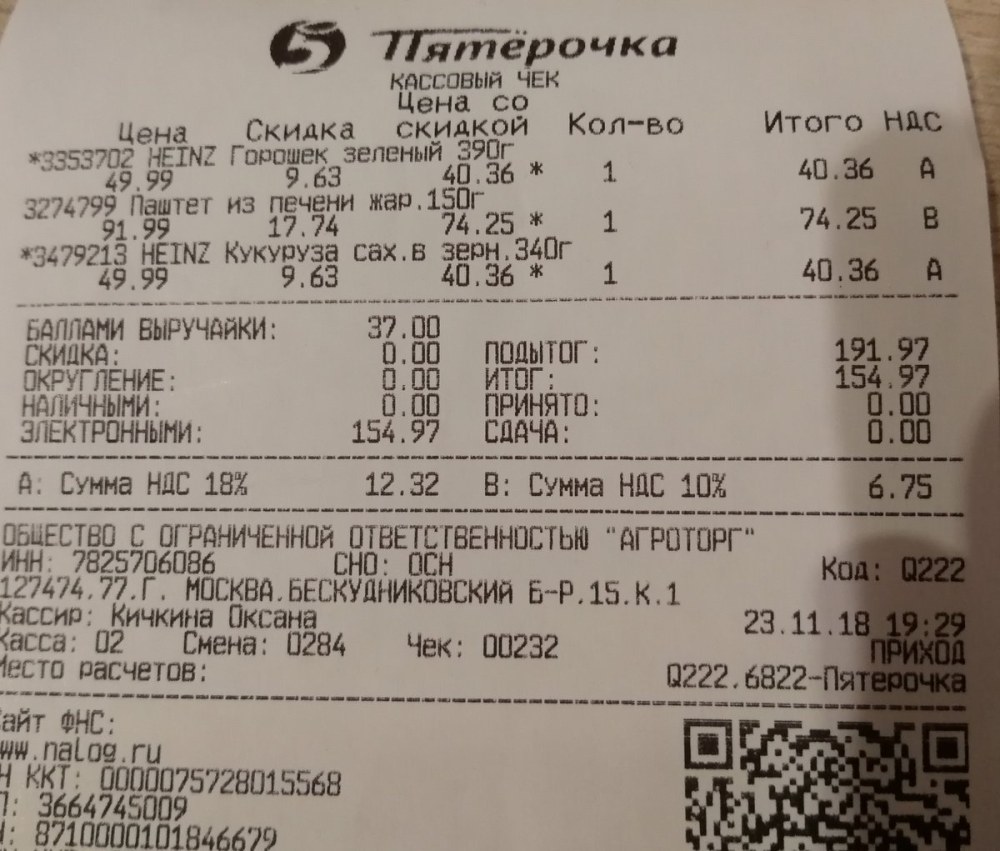 5 Пятёрочка
КАССОВЫЙ ЧЕК
Цена со
Цена Скидка скидкой Кол-во Итого НДС
*3353702 HEINZ Горошек зеленый 390г
49.99 9.63 40.36 * 1 40.36 А
3274799 Паштет из печени жар.150г
91.99 17.74 74.25 * 1 74.25 В
*3479213 HEINZ Кукуруза сах.в зерн.340г
49.99 9.63 40.36 * 1 40.36 А
БАЛЛАМИ ВЫРУЧАЙКИ: 37.00
СКИДКА: 0.00 ПОДЫТОГ: 191.97
ОКРУГЛЕНИЕ: 0.00 ИТОГ: 154.97
НАЛИЧНЫМИ: 0.00 ПРИНЯТО: 0.00
ЭЛЕКТРОННЫМИ: 154.97 СДАЧА: 0.00
А: Сумма НДС 18% 12.32 В: Сумма НДС 10% 6.75
ОБЩЕСТВО С ОГРАНИЧЕННОЙ ОТВЕТСТВЕННОСТЬЮ "АГРОТОРГ"
ИНН: 7825706086 СНО: ОСН Код: Q222
127474.77.Г. МОСКВА.БЕСКУДНИКОВСКИЙ Б-Р.15.К.1
Кассир: Кичкина Оксана 23.11.18 19:29
Касса: 02 Смена: 0284 Чек: 00232 ПРИХОД
Место расчетов: Q222.6822-Пятерочка
Сайт ФНС:
www.nalog.ru
Н ККТ: 0000075728015568
П: 3664745009
8710000101846679